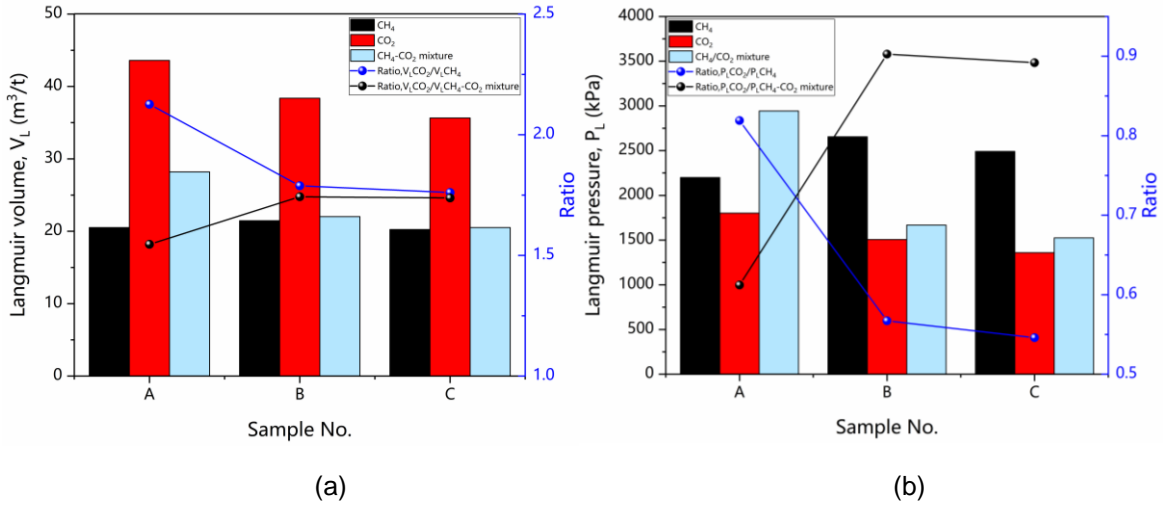 (a)
50
40
30
20
10
0
Langmuir volume, V_L (m³/t)
CH₄
CO₂
CH₄-CO₂ mixture
Ratio,V_LCO₂/V_LCH₄
Ratio,V_LCO₂/V_LCH₄-CO₂ mixture
2.5
2.0
1.5
1.0
Ratio
A B C
Sample No.
(a)
(b)
4000
3500
3000
2500
2000
1500
1000
500
0
Langmuir pressure, P_L (kPa)
CH₄
CO₂
CH₄/CO₂ mixture
Ratio,P_LCO₂/P_LCH₄
Ratio,P_LCO₂/P_LCH₄-CO₂ mixture
0.9
0.8
0.7
0.6
0.5
Ratio
A B C
Sample No.
(b)